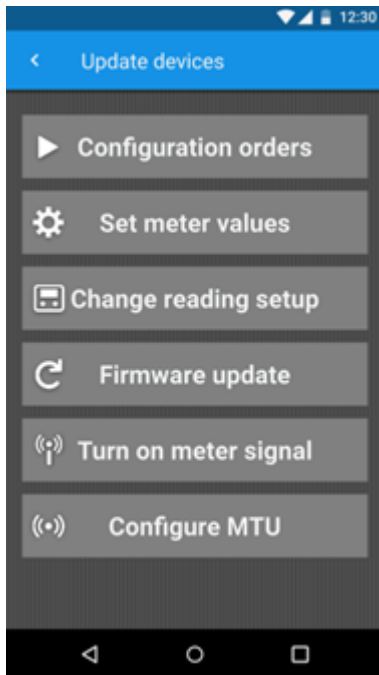 12:30
Update devices
Configuration orders
Set meter values
Change reading setup
Firmware update
Turn on meter signal
Configure MTU